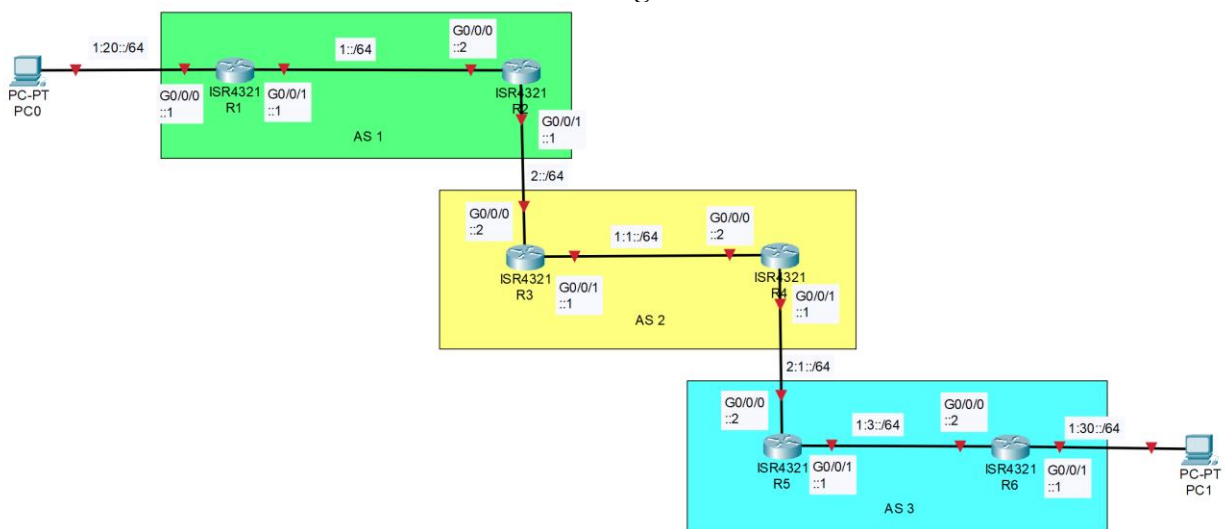 1:20::/64
1::/64
G0/0/0
::2
PC-PT
PC0
G0/0/0
::1
ISR4321
R1
G0/0/1
::1
ISR4321
R2
G0/0/1
::1
AS 1
2::/64
G0/0/0
::2
1:1::/64
G0/0/0
::2
ISR4321
R3
G0/0/1
::1
ISR4321
R4
G0/0/1
::1
AS 2
2:1::/64
G0/0/0
::2
1:3::/64
G0/0/0
::2
1:30::/64
ISR4321
R5
G0/0/1
::1
ISR4321
R6
G0/0/1
::1
PC-PT
PC1
AS 3